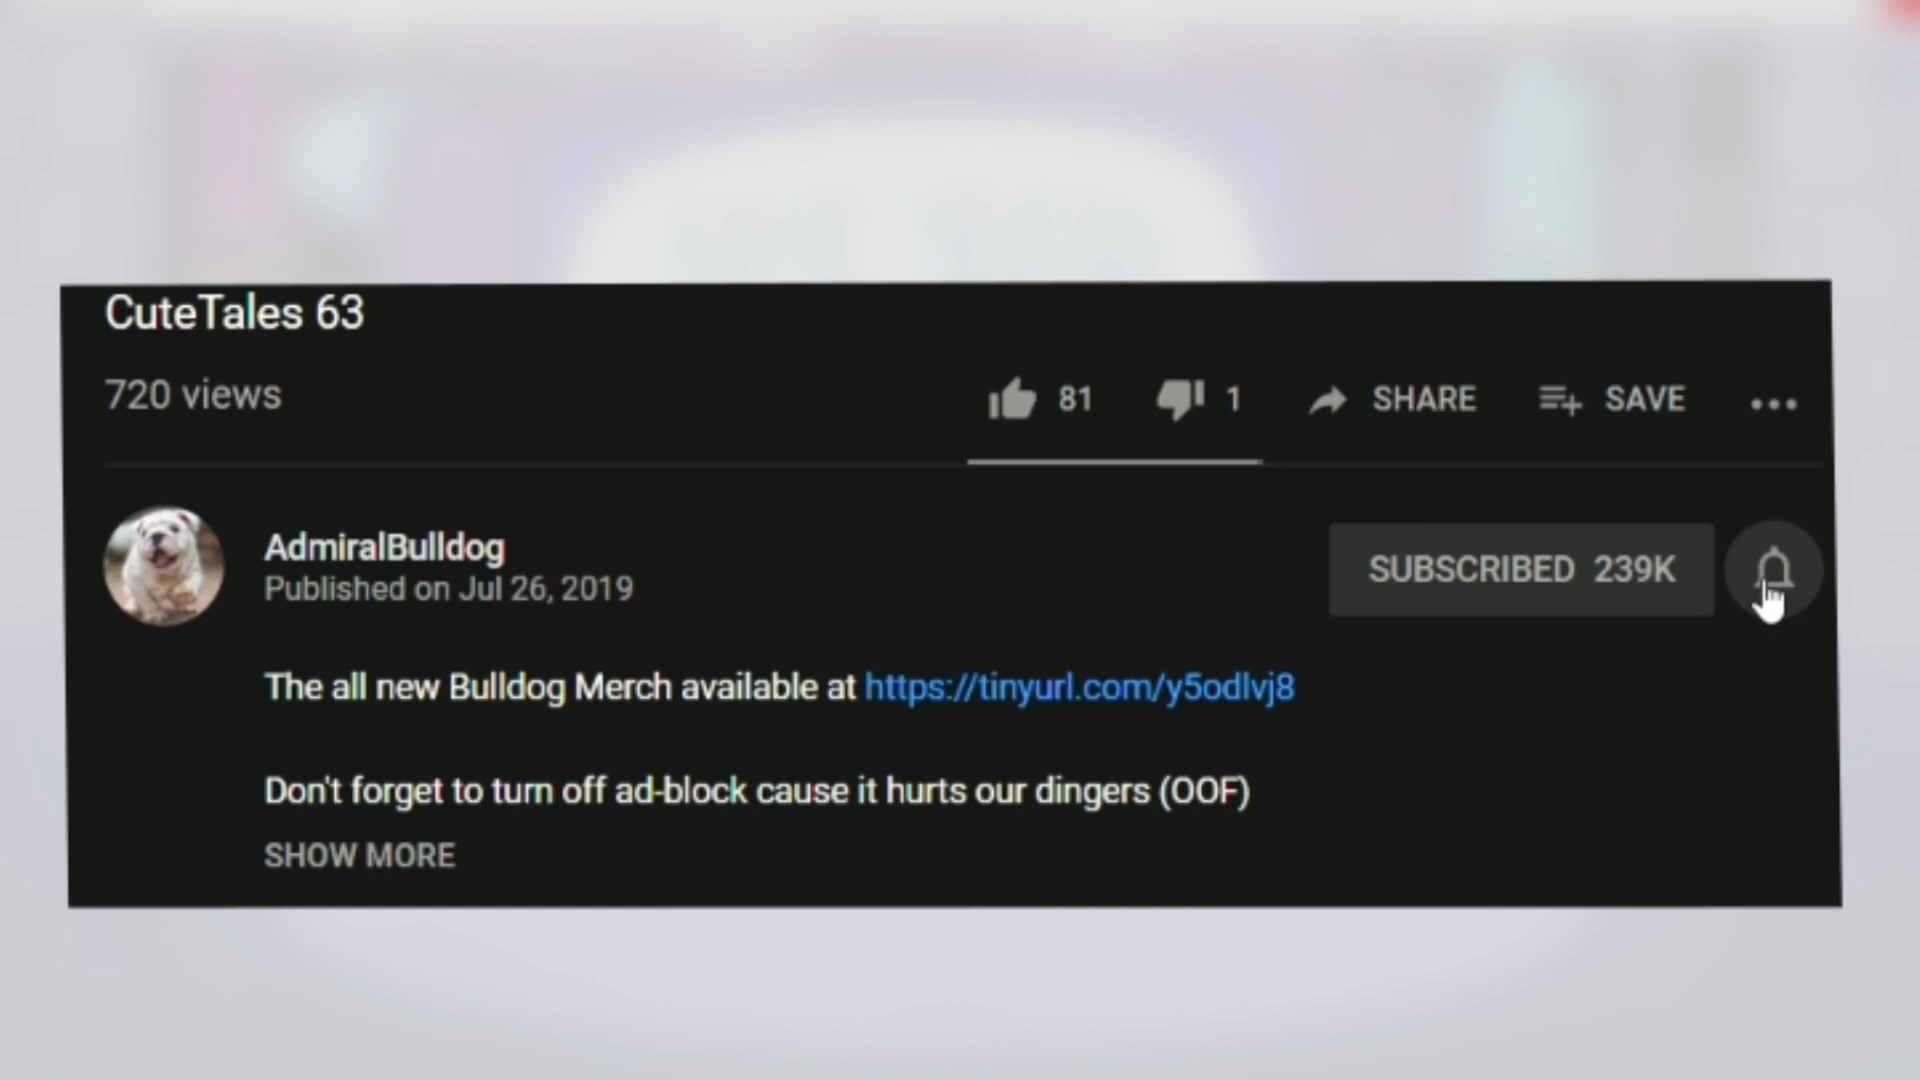 CuteTales 63
720 views
81 1 SHARE SAVE
AdmiralBulldog
Published on Jul 26, 2019
SUBSCRIBED 239K
The all new Bulldog Merch available at https://tinyurl.com/y5odlvj8
Don't forget to turn off ad-block cause it hurts our dingers (OOF)
SHOW MORE